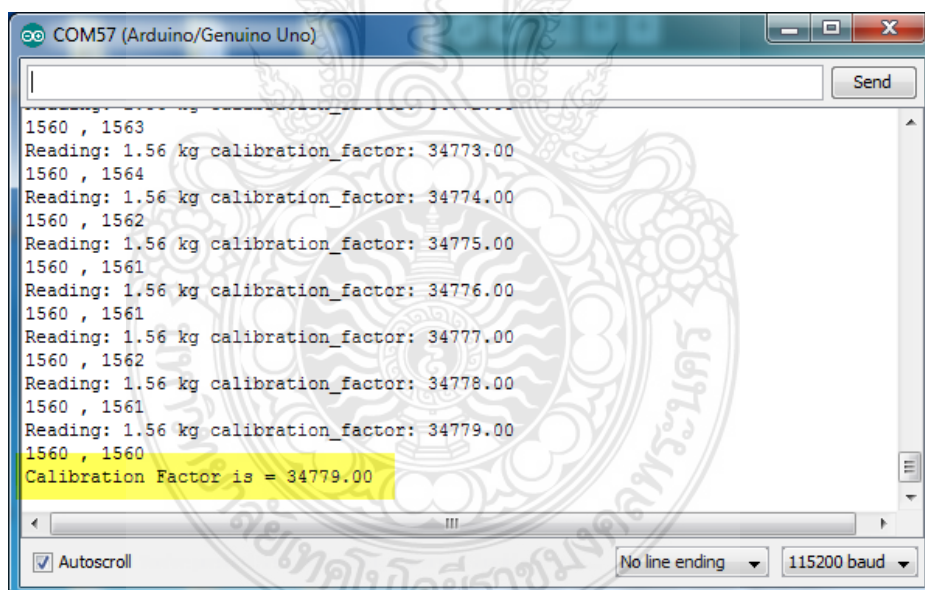 COM57 (Arduino/Genuino Uno)
Send
1560 , 1563
Reading: 1.56 kg calibration_factor: 34773.00
1560 , 1564
Reading: 1.56 kg calibration_factor: 34774.00
1560 , 1562
Reading: 1.56 kg calibration_factor: 34775.00
1560 , 1561
Reading: 1.56 kg calibration_factor: 34776.00
1560 , 1561
Reading: 1.56 kg calibration_factor: 34777.00
1560 , 1562
Reading: 1.56 kg calibration_factor: 34778.00
1560 , 1561
Reading: 1.56 kg calibration_factor: 34779.00
1560 , 1560
Calibration Factor is = 34779.00
Autoscroll
No line ending
115200 baud